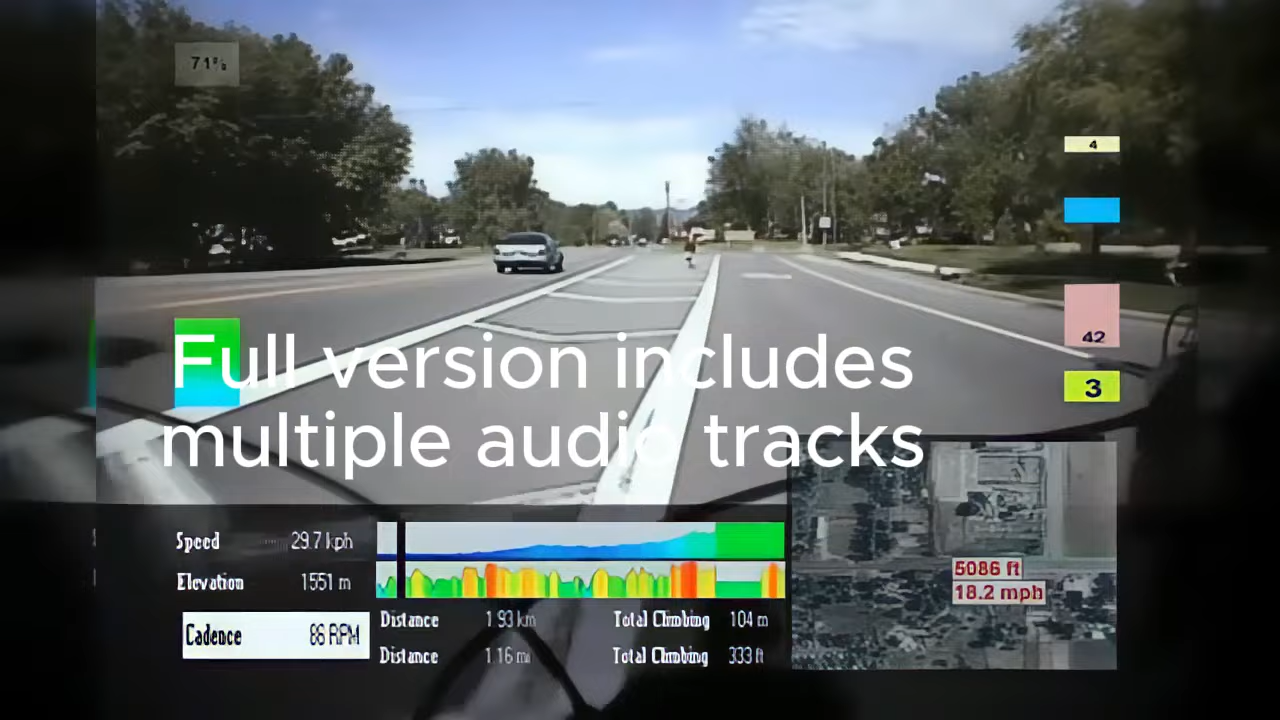 71%
4
42
3
Full version includes
multiple audio tracks
Speed 29.7 kph
Elevation 1551 m
Cadence 86 RPM
Distance 1.93 km Total Climbing 104 m
Distance 1.16 mi Total Climbing 333 ft
5086 ft
18.2 mph